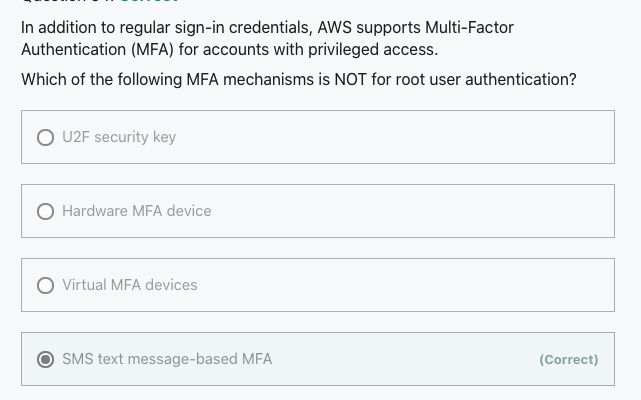 In addition to regular sign-in credentials, AWS supports Multi-Factor
Authentication (MFA) for accounts with privileged access.
Which of the following MFA mechanisms is NOT for root user authentication?
U2F security key
Hardware MFA device
Virtual MFA devices
SMS text message-based MFA (Correct)